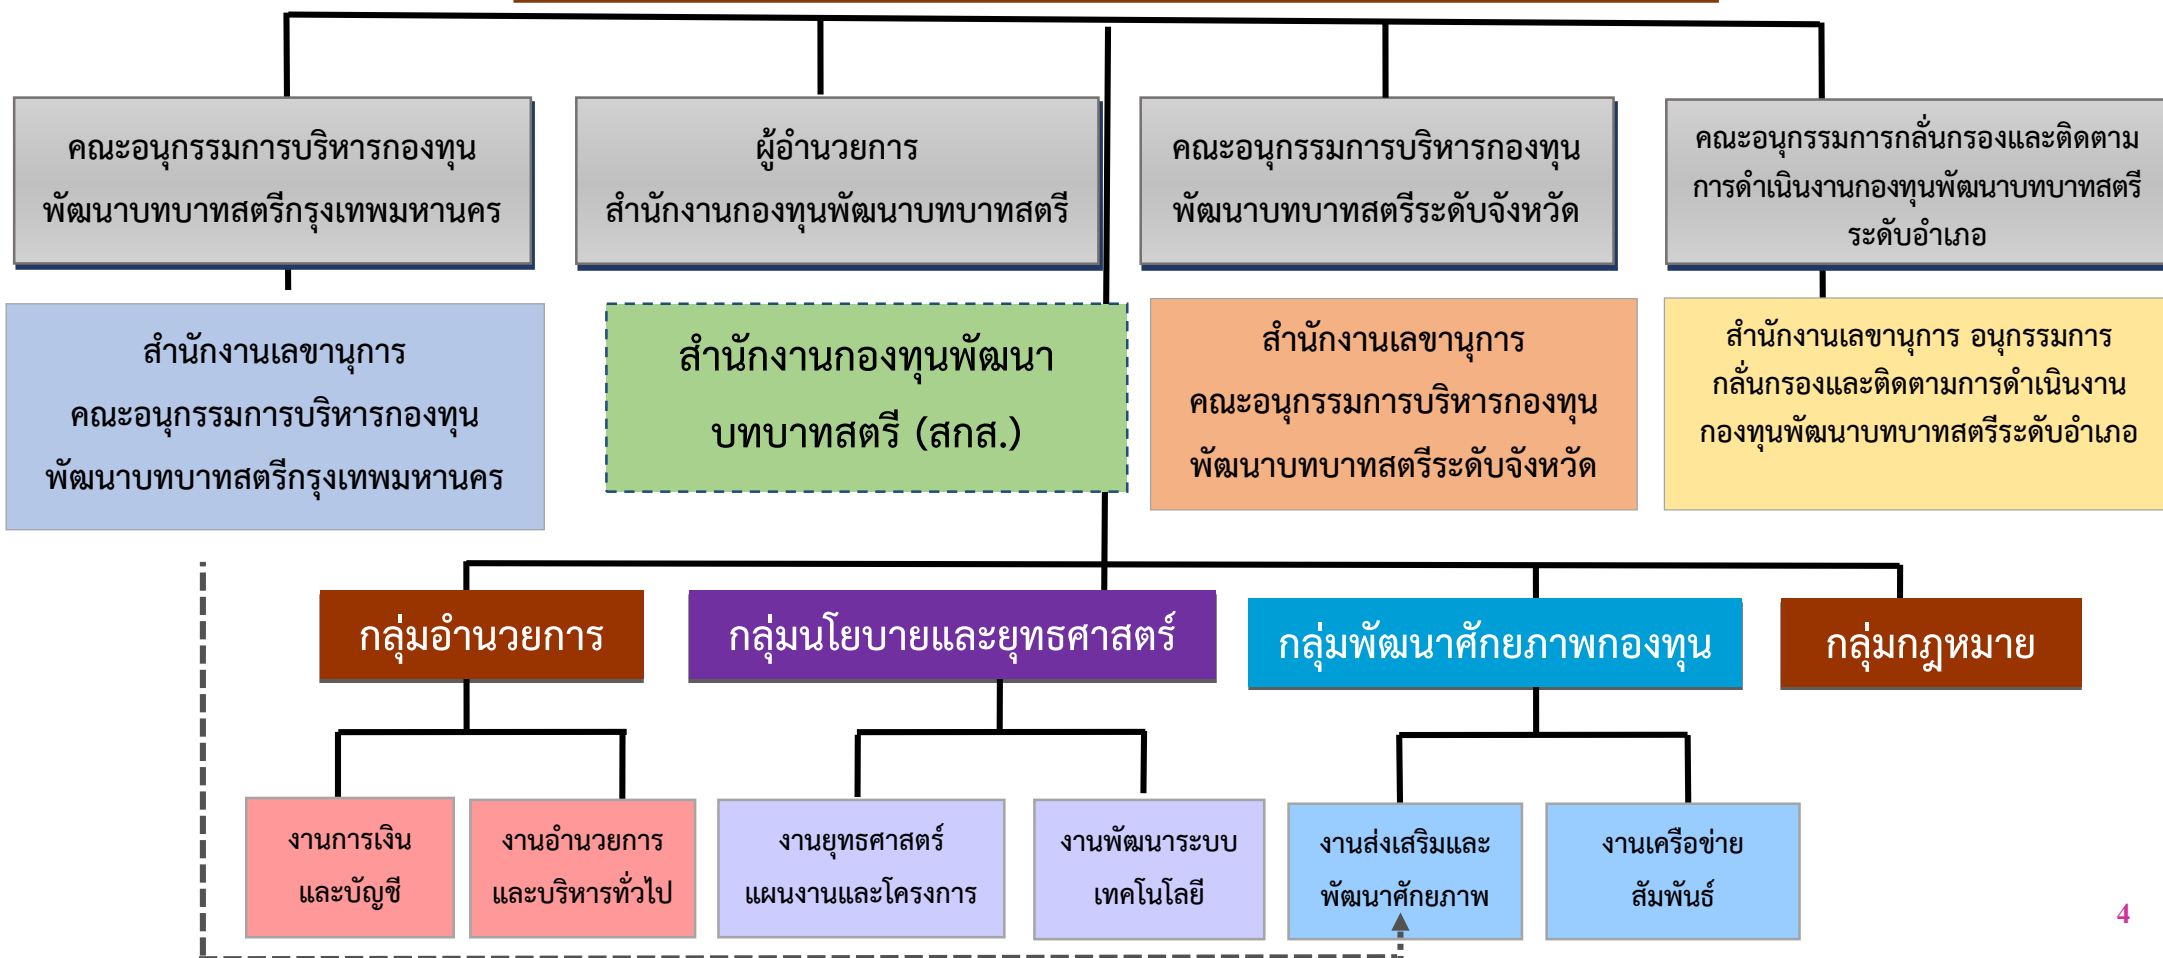 คณะอนุกรรมการบริหารกองทุน
พัฒนาบทบาทสตรีกรุงเทพมหานคร
ผู้อำนวยการ
สำนักงานกองทุนพัฒนาบทบาทสตรี
คณะอนุกรรมการบริหารกองทุน
พัฒนาบทบาทสตรีระดับจังหวัด
คณะอนุกรรมการกลั่นกรองและติดตาม
การดำเนินงานกองทุนพัฒนาบทบาทสตรี
ระดับอำเภอ
สำนักงานเลขานุการ
คณะอนุกรรมการบริหารกองทุน
พัฒนาบทบาทสตรีกรุงเทพมหานคร
สำนักงานกองทุนพัฒนา
บทบาทสตรี (สกส.)
สำนักงานเลขานุการ
คณะอนุกรรมการบริหารกองทุน
พัฒนาบทบาทสตรีระดับจังหวัด
สำนักงานเลขานุการ อนุกรรมการ
กลั่นกรองและติดตามการดำเนินงาน
กองทุนพัฒนาบทบาทสตรีระดับอำเภอ
กลุ่มอำนวยการ
กลุ่มนโยบายและยุทธศาสตร์
กลุ่มพัฒนาศักยภาพกองทุน
กลุ่มกฎหมาย
งานการเงิน
และบัญชี
งานอำนวยการ
และบริหารทั่วไป
งานยุทธศาสตร์
แผนงานและโครงการ
งานพัฒนาระบบ
เทคโนโลยี
งานส่งเสริมและ
พัฒนาศักยภาพ
งานเครือข่าย
สัมพันธ์
4